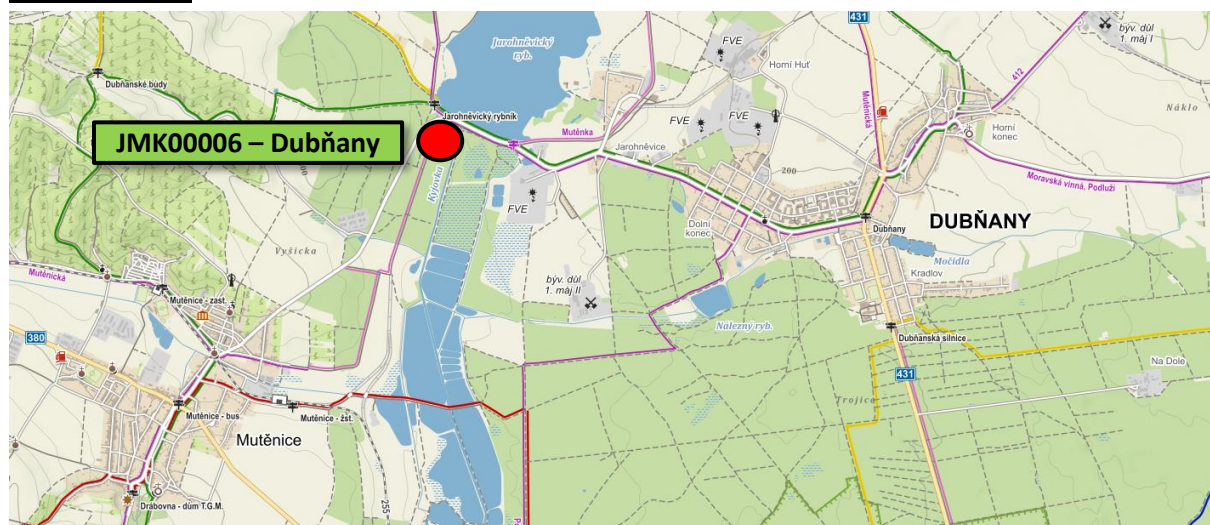 431
býv. důl
1. máj I
FVE
Jarohněvický
ryb.
Horní Huť
Dubňanské búdy
412
Náklo
Mutěnická
Jarohněvický rybník
Muténka
FVE
FVE
Horní
konec
JMK00006 – Dubňany
Jarohněvice
200
Moravská vinná, Podluží
Kyjovka
FVE
Dolní
konec
Dubňany
DUBŇANY
Vyšicka
Močidla
Mutěnická
býv. důl
1. máj II
Kradlov
Mutěnice - zast.
Nálezný ryb.
Dubňanská silnice
380
Na Dole
431
Trojica
Mutěnice - bus
Mutěnice - žst.
Mutěnice
Drábovna - dům T.G.M.
255